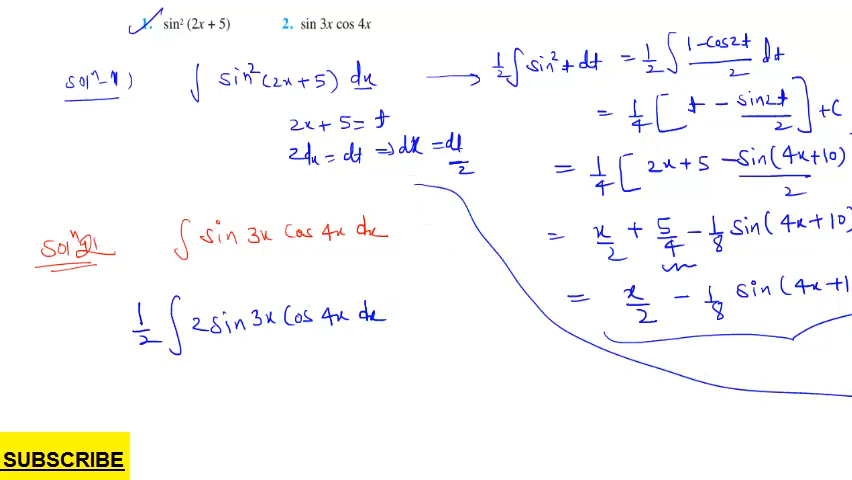 1. sin² (2x + 5) 2. sin 3x cos 4x
solⁿ-1)
∫ sin²(2x+5) dx
2x + 5 = t
2dx = dt ⇒ dx = dt/2
1/2 ∫ sin² t dt = 1/2 ∫ (1-cos2t)/2 dt
= 1/4 [ t - sin2t/2 ] + C
= 1/4 [ 2x+5 - sin(4x+10)/2
= x/2 + 5/4 - 1/8 sin(4x+10)
= x/2 - 1/8 sin(4x+1
∫ sin 3x cos 4x dx
1/2 ∫ 2 sin 3x cos 4x dx
SUBSCRIBE